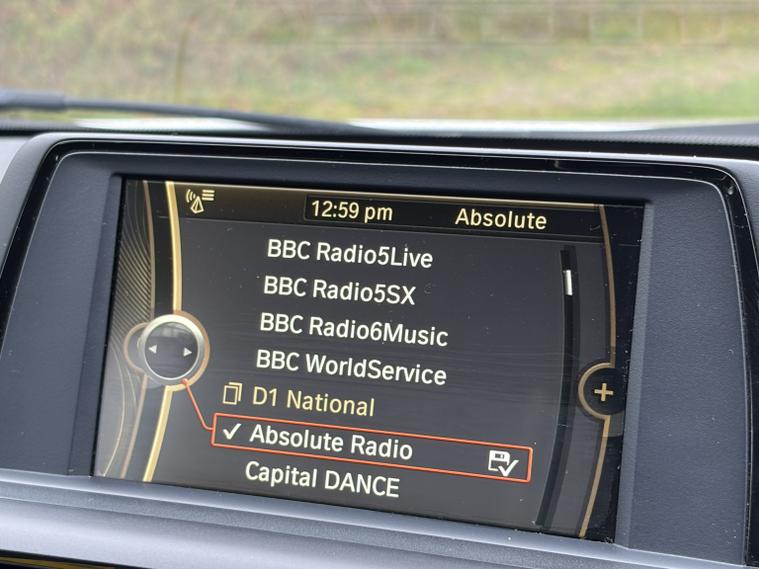 12:59 pm Absolute
BBC Radio5Live
BBC Radio5SX
BBC Radio6Music
BBC WorldService
D1 National
Absolute Radio
Capital DANCE